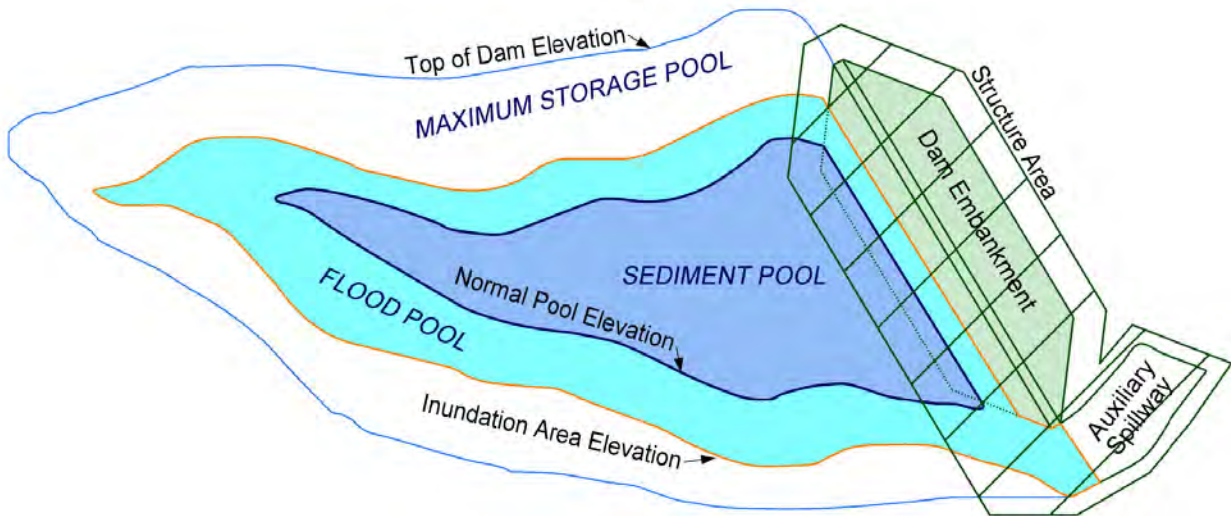 Top of Dam Elevation
MAXIMUM STORAGE POOL
Structure Area
Dam Embankment
SEDIMENT POOL
Normal Pool Elevation
FLOOD POOL
Inundation Area Elevation
Auxiliary
Spillway